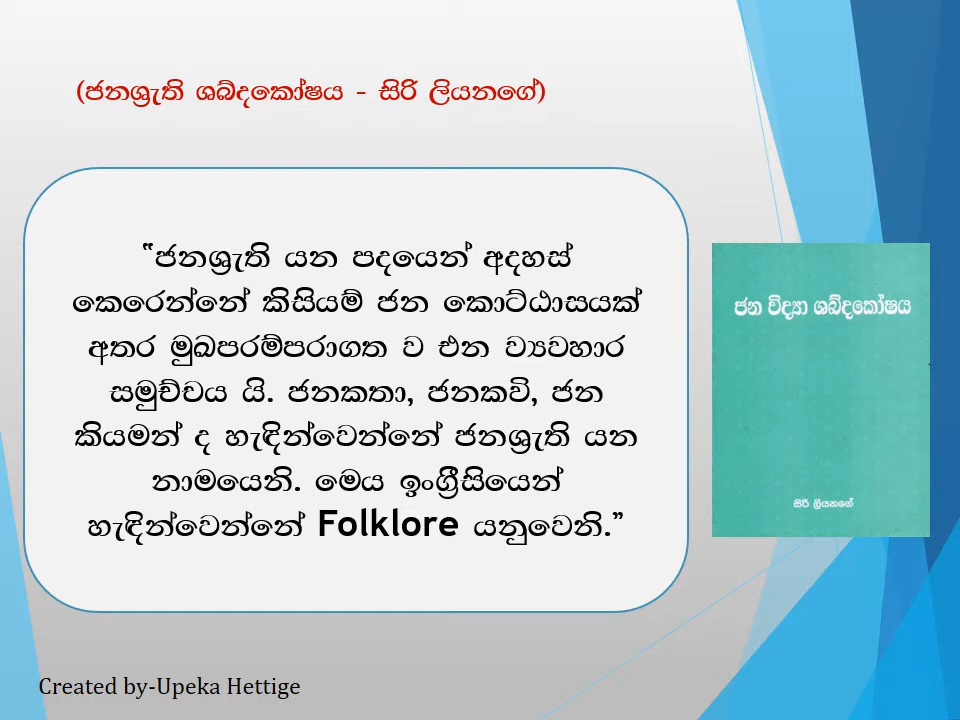 (ජනශ්‍රැති ශබ්දකෝෂය - සිරි ලියනගේ)
“ජනශ්‍රැති යන පදයෙන් අදහස්
කෙරෙන්නේ කිසියම් ජන කොට්ඨාසයක්
අතර මුඛපරම්පරාගත ව එන ව්‍යවහාර
සමුච්චය යි. ජනකතා, ජනකවි, ජන
කියමන් ද හැඳින්වෙන්නේ ජනශ්‍රැති යන
නාමයෙනි. මෙය ඉංග්‍රීසියෙන්
හැඳින්වෙන්නේ Folklore යනුවෙනි.”
ජන විද්‍යා ශබ්දකෝෂය
සිරි ලියනගේ
Created by-Upeka Hettige